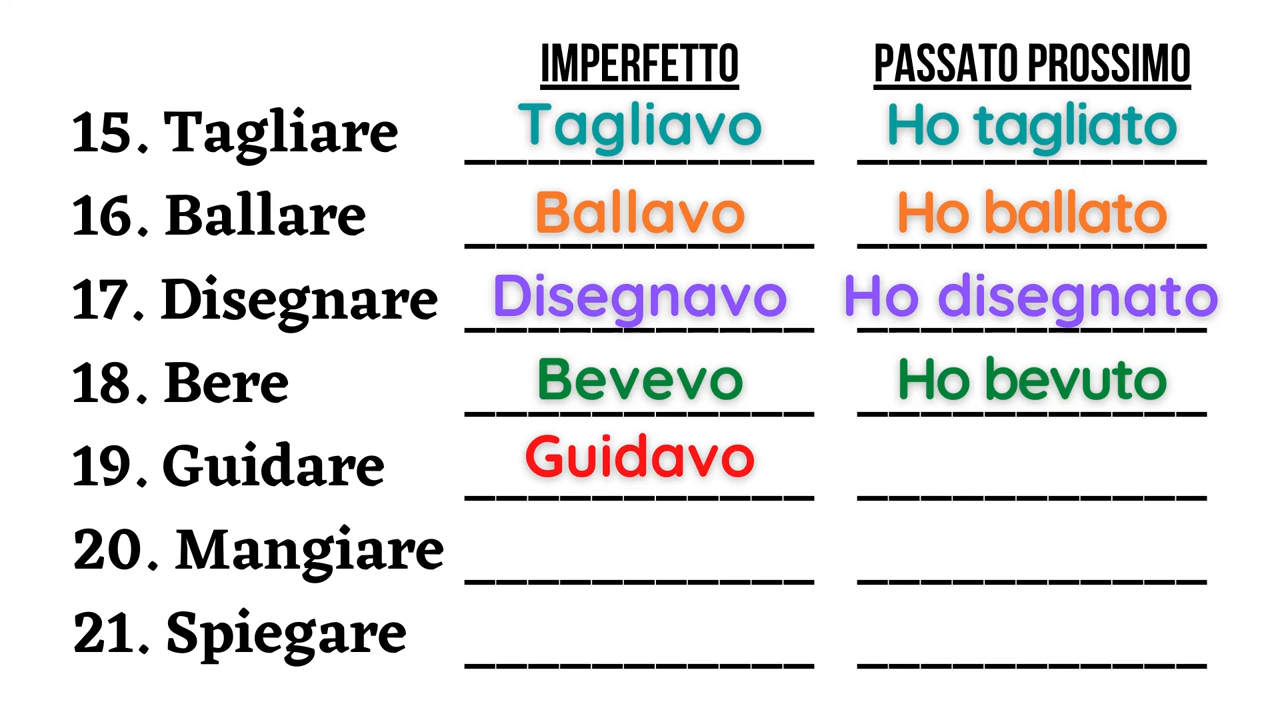 IMPERFETTO PASSATO PROSSIMO
15. Tagliare Tagliavo Ho tagliato
16. Ballare Ballavo Ho ballato
17. Disegnare Disegnavo Ho disegnato
18. Bere Bevevo Ho bevuto
19. Guidare Guidavo
20. Mangiare
21. Spiegare